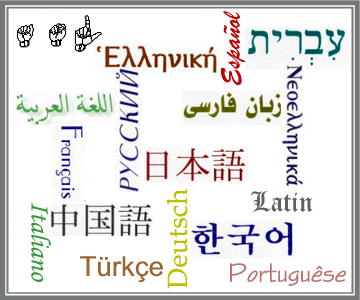 Ἑλληνική
Español
עִבְרִית
اللغة العربية
РУССКИЙ
زبان فارسی
Νεοελληνικά
Français
日本語
Italiano
中国語
Deutsch
Latin
한국어
Türkçe
Portuguêse